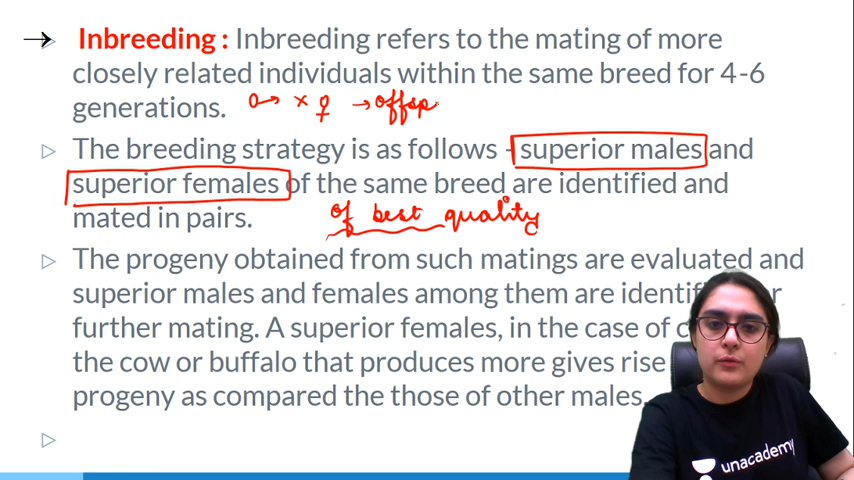 Inbreeding : Inbreeding refers to the mating of more
closely related individuals within the same breed for 4-6
generations. → × ♀ → offsp
The breeding strategy is as follows - superior males and
superior females of the same breed are identified and
mated in pairs. of best quality
The progeny obtained from such matings are evaluated and
superior males and females among them are identif r
further mating. A superior females, in the case of c
the cow or buffalo that produces more gives rise
progeny as compared the those of other males.
unacademy